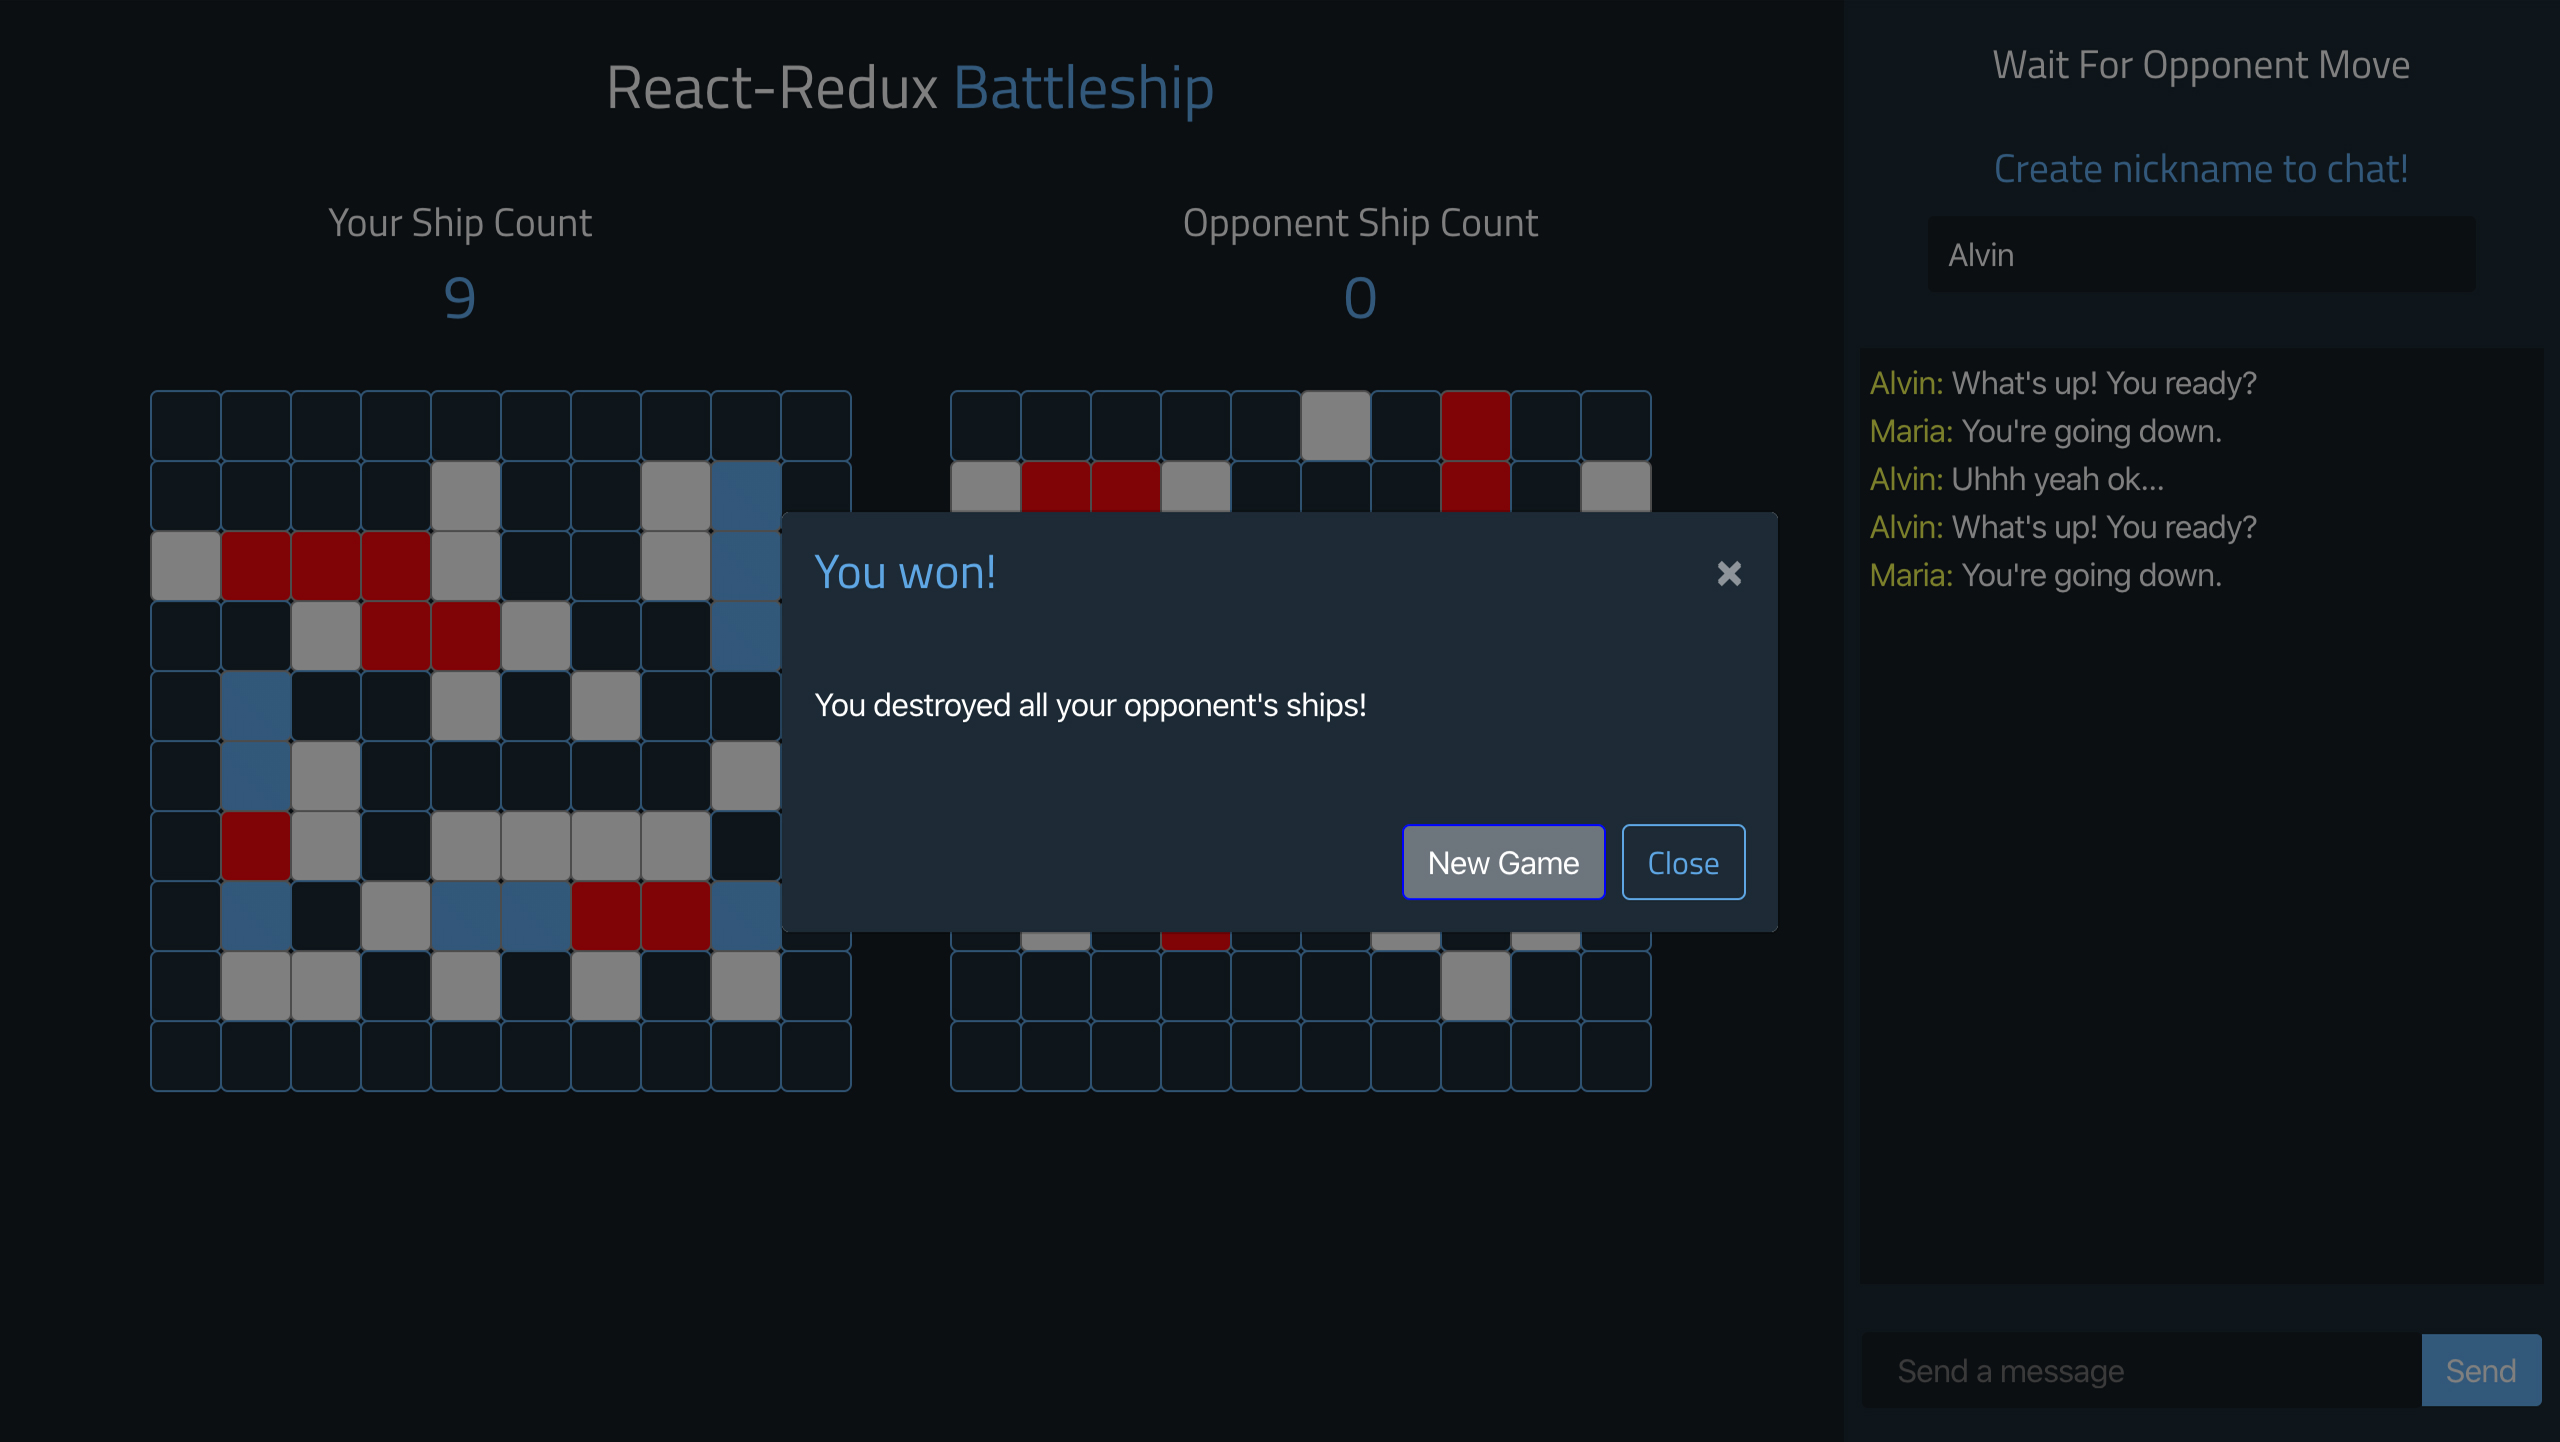 React-Redux Battleship
Your Ship Count
9
Opponent Ship Count
0
You won!
×
You destroyed all your opponent's ships!
New Game
Close
Wait For Opponent Move
Create nickname to chat!
Alvin
Alvin: What's up! You ready?
Maria: You're going down.
Alvin: Uhhh yeah ok...
Alvin: What's up! You ready?
Maria: You're going down.
Send a message
Send